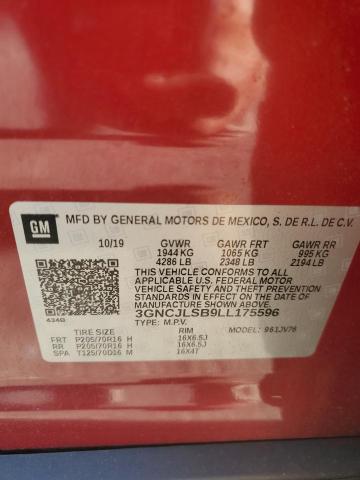 GM
MFD BY GENERAL MOTORS DE MEXICO, S. DE R.L. DE C.V.
10/19 GVWR GAWR FRT GAWR RR
1944 KG 1065 KG 995 KG
4286 LB 2348 LB 2194 LB
THIS VEHICLE CONFORMS TO ALL
APPLICABLE U.S. FEDERAL MOTOR
VEHICLE SAFETY AND THEFT PREVENTION
STANDARDS IN EFFECT ON THE DATE OF
MANUFACTURE SHOWN ABOVE.
3GNCJLSB9LL175596
434B TYPE: M.P.V. MODEL: 961JV76
TIRE SIZE RIM
FRT P205/70R16 H 16X6.5J
RR P205/70R16 H 16X6.5J
SPA T125/70D16 M 16X4T